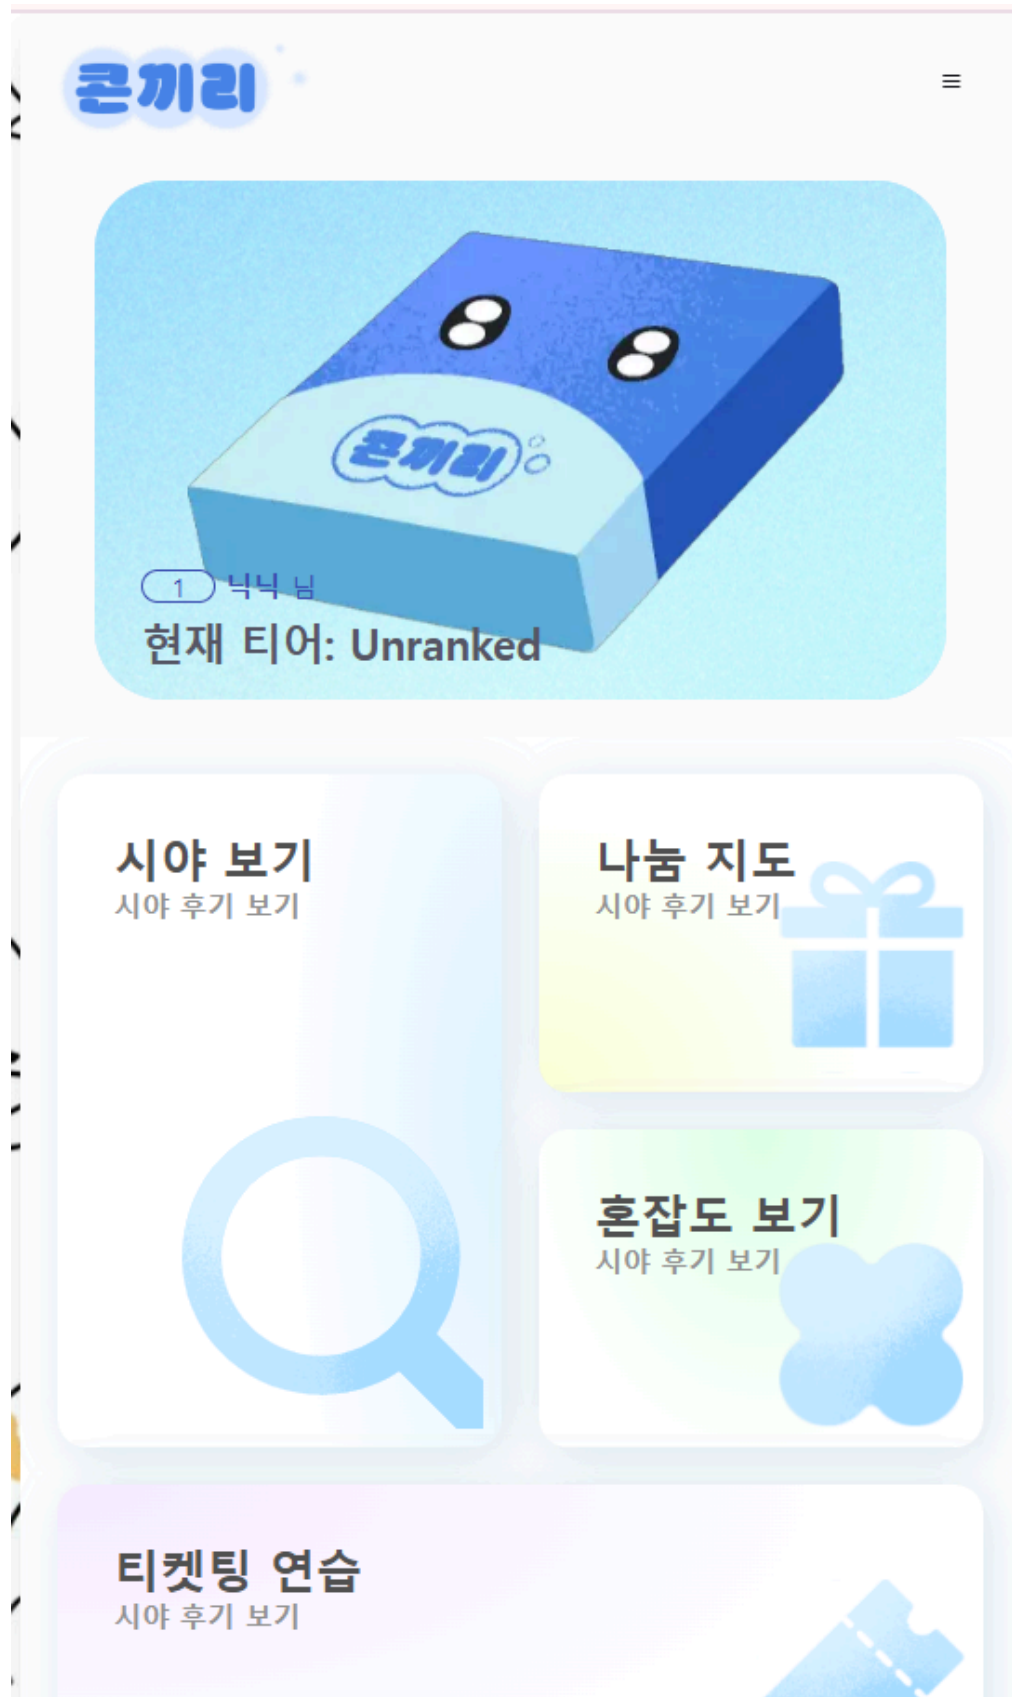 콘끼리
콘끼리
1 닉닉 님
현재 티어: Unranked
시야 보기
시야 후기 보기
나눔 지도
시야 후기 보기
혼잡도 보기
시야 후기 보기
티켓팅 연습
시야 후기 보기